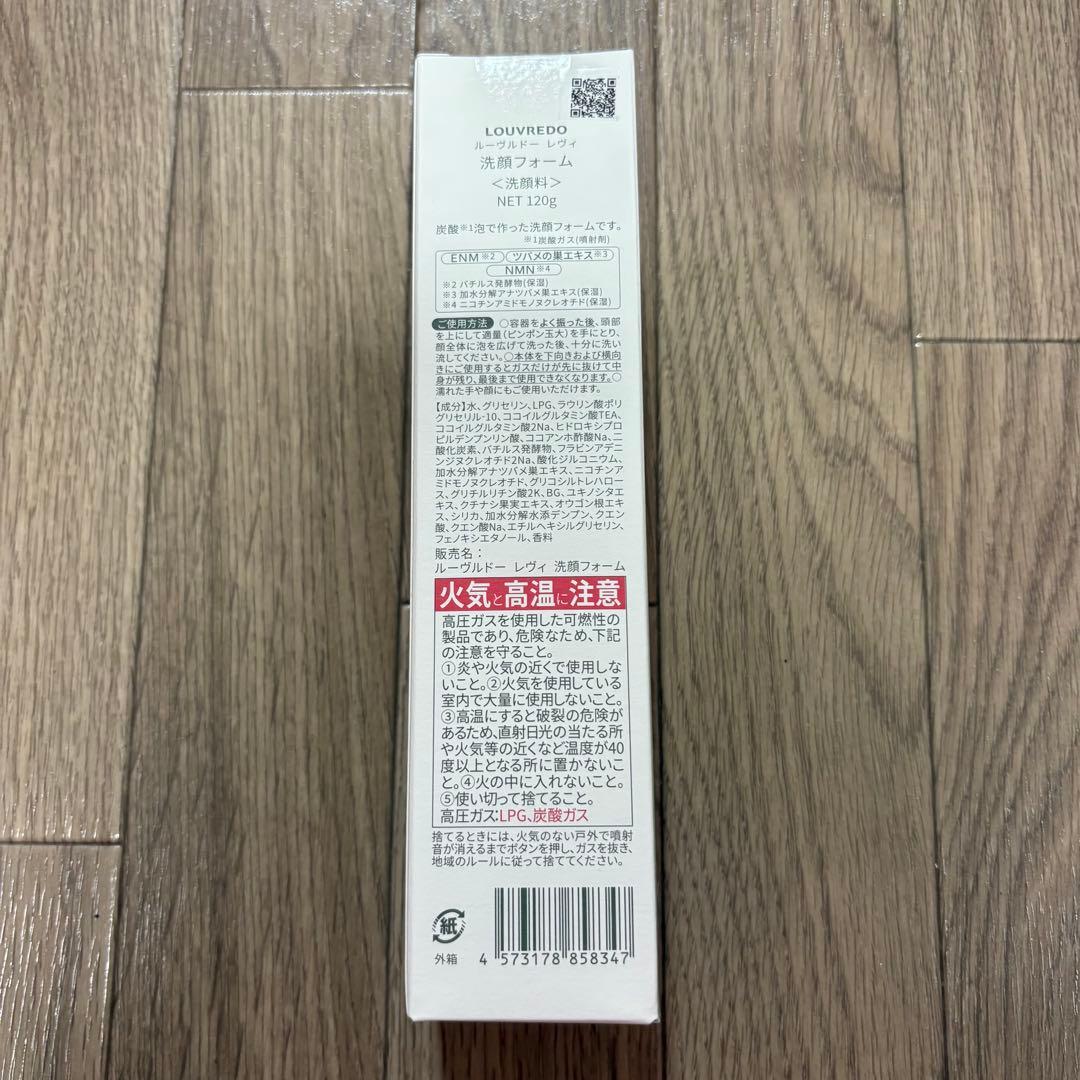 LOUVREDO
ルーヴルドー レヴィ
洗顔フォーム
＜洗顔料＞
NET 120g
炭酸※1泡で作った洗顔フォームです。
※1炭酸ガス(噴射剤)
ENM※2 ツバメの巣エキス※3
NMN※4
※2 バチルス発酵物(保湿)
※3 加水分解アナツバメ巣エキス(保湿)
※4 ニコチンアミドモノヌクレオチド(保湿)
ご使用方法 ○容器をよく振った後、頭部
を上にして適量(ピンポン玉大)を手にとり、
顔全体に泡を広げて洗った後、十分に洗い
流してください。○本体を下向きおよび横向
きにご使用するとガスだけが先に抜けて中
身が残り、最後まで使用できなくなります。○
濡れた手や顔にもご使用いただけます。
【成分】水、グリセリン、LPG、ラウリン酸ポリ
グリセリル-10、ココイルグルタミン酸TEA、
ココイルグルタミン酸2Na、ヒドロキシプロ
ピルデンプンリン酸、ココアンホ酢酸Na、二
酸化炭素、バチルス発酵物、フラビンアデニ
ンジヌクレオチド2Na、酸化ジルコニウム、
加水分解アナツバメ巣エキス、ニコチンア
ミドモノヌクレオチド、グリコシルトレハロー
ス、グリチルリチン酸2K、BG、ユキノシタエ
キス、クチナシ果実エキス、オウゴン根エキ
ス、シリカ、加水分解水添デンプン、クエン
酸、クエン酸Na、エチルヘキシルグリセリン、
フェノキシエタノール、香料
販売名：
ルーヴルドー レヴィ 洗顔フォーム
火気と高温に注意
高圧ガスを使用した可燃性の
製品であり、危険なため、下記
の注意を守ること。
①炎や火気の近くで使用しな
いこと。②火気を使用している
室内で大量に使用しないこと。
③高温にすると破裂の危険が
あるため、直射日光の当たる所
や火気等の近くなど温度が40
度以上となる所に置かないこ
と。④火の中に入れないこと。
⑤使い切って捨てること。
高圧ガス:LPG、炭酸ガス
捨てるときには、火気のない戸外で噴射
音が消えるまでボタンを押し、ガスを抜き、
地域のルールに従って捨ててください。
紙
外箱
4 573178 858347